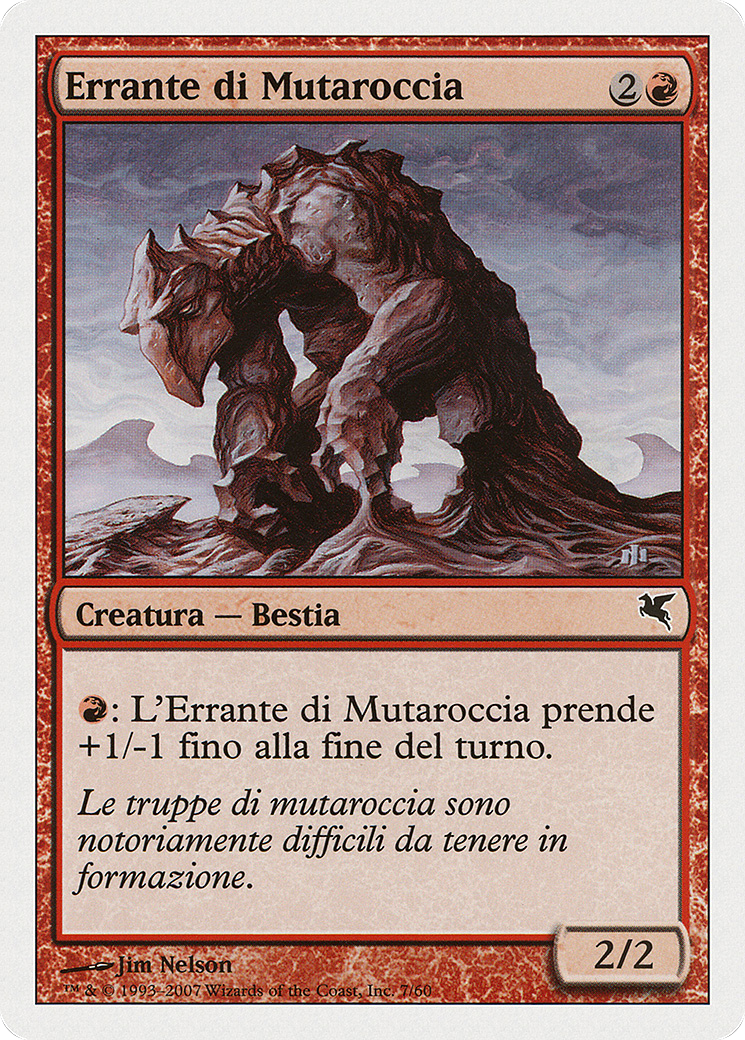 Errante di Mutaroccia
2
Creatura — Bestia
: L'Errante di Mutaroccia prende
+1/-1 fino alla fine del turno.
Le truppe di mutaroccia sono
notoriamente difficili da tenere in
formazione.
2/2
Jim Nelson
™ & © 1993–2007 Wizards of the Coast, Inc. 7/60